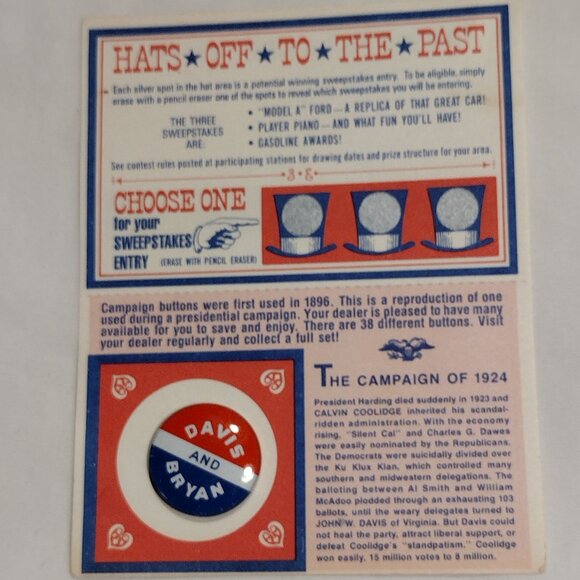 HATS ★ OFF ★ TO ★ THE ★ PAST
Each silver spot in the hat area is a potential winning sweepstakes entry. To be eligible, simply
erase with a pencil eraser one of the spots to reveal which sweepstakes you will be entering.
THE THREE
SWEEPSTAKES
ARE:
• "MODEL A" FORD — A REPLICA OF THAT GREAT CAR!
• PLAYER PIANO — AND WHAT FUN YOU'LL HAVE!
• GASOLINE AWARDS!
See contest rules posted at participating stations for drawing dates and prize structure for your area.
CHOOSE ONE
for your
SWEEPSTAKES
ENTRY (ERASE WITH PENCIL ERASER)
Campaign buttons were first used in 1896. This is a reproduction of one
used during a presidential campaign. Your dealer is pleased to have many
available for you to save and enjoy. There are 38 different buttons. Visit
your dealer regularly and collect a full set!
DAVIS
AND
BRYAN
THE CAMPAIGN OF 1924
President Harding died suddenly in 1923 and
CALVIN COOLIDGE inherited his scandal-
ridden administration. With the economy
rising, "Silent Cal" and Charles G. Dawes
were easily nominated by the Republicans.
The Democrats were suicidally divided over
the Ku Klux Klan, which controlled many
southern and midwestern delegations. The
balloting between Al Smith and William
McAdoo plodded through an exhausting 103
ballots, until the weary delegates turned to
JOHN W. DAVIS of Virginia. But Davis could
not heal the party, attract liberal support, or
defeat Coolidge's "standpatism." Coolidge
won easily, 15 million votes to 8 million.